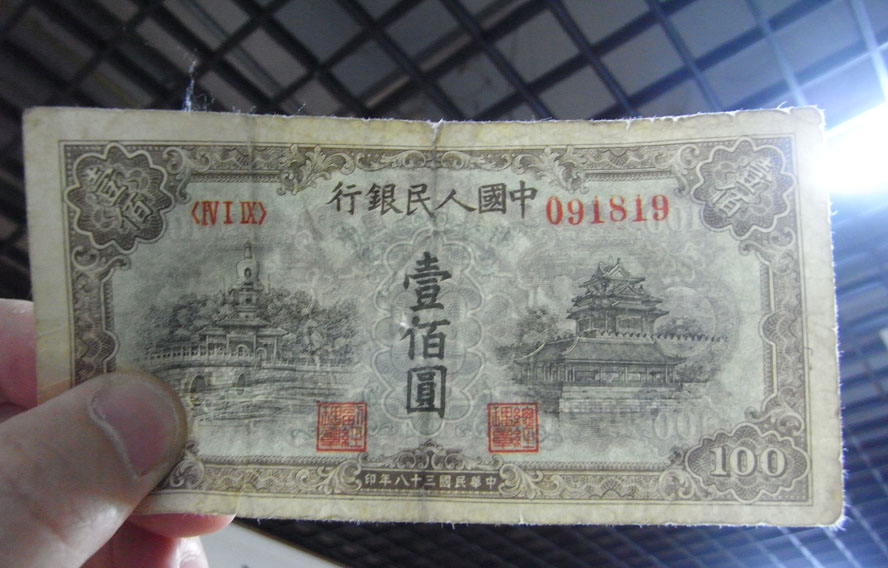 中國人民銀行
〈IV I IX〉
091819
壹佰
壹佰
壹佰圓
中華民國三十八年印
100